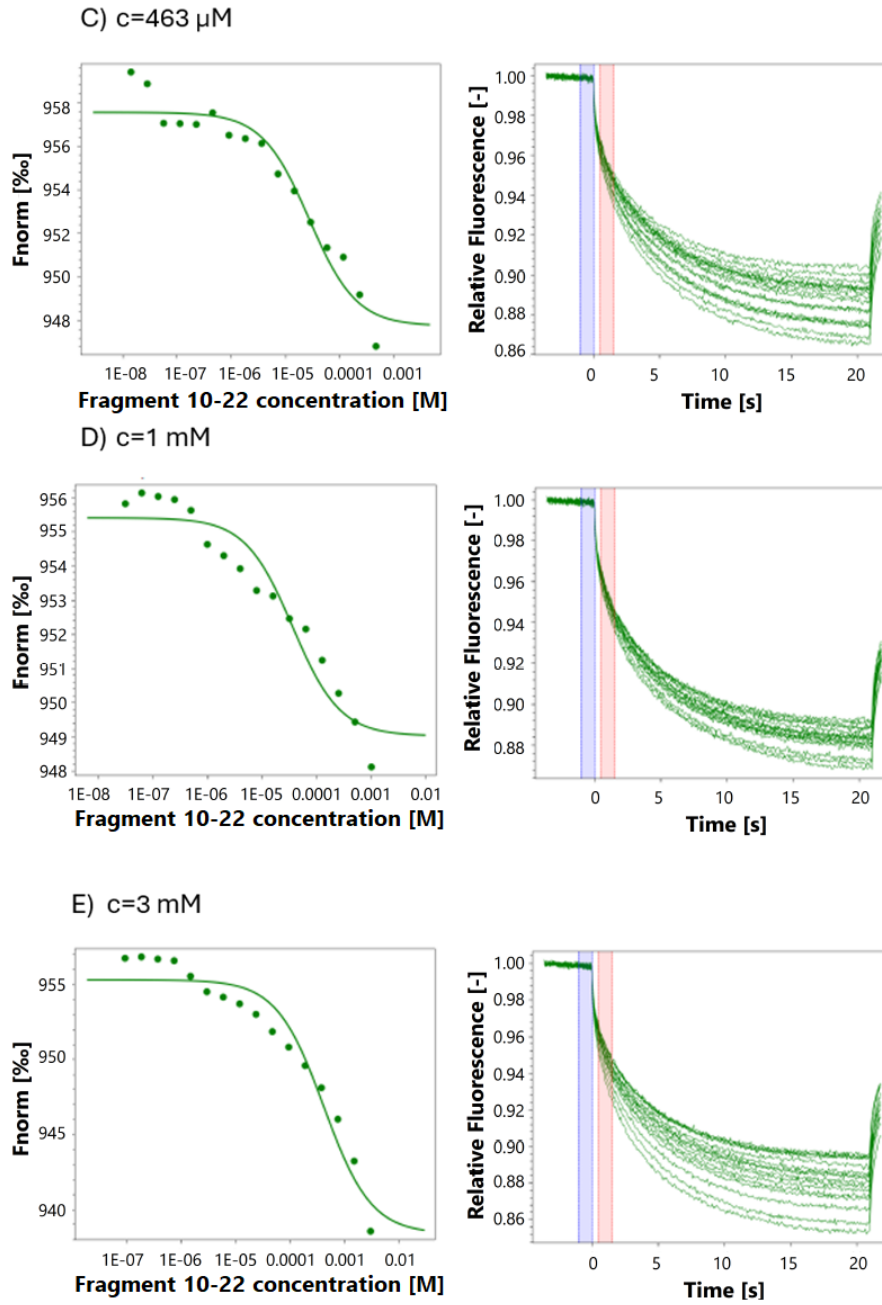 C) c=463 µM
Fnorm [‰]
958
956
954
952
950
948
1E-08 1E-07 1E-06 1E-05 0.0001 0.001
Fragment 10-22 concentration [M]
Relative Fluorescence [-]
1.00
0.98
0.96
0.94
0.92
0.90
0.88
0.86
0 5 10 15 20
Time [s]
D) c=1 mM
Fnorm [‰]
956
955
954
953
952
951
950
949
948
1E-08 1E-07 1E-06 1E-05 0.0001 0.001 0.01
Fragment 10-22 concentration [M]
Relative Fluorescence [-]
1.00
0.98
0.96
0.94
0.92
0.90
0.88
0 5 10 15 20
Time [s]
E) c=3 mM
Fnorm [‰]
955
950
945
940
1E-07 1E-06 1E-05 0.0001 0.001 0.01
Fragment 10-22 concentration [M]
Relative Fluorescence [-]
1.00
0.98
0.96
0.94
0.92
0.90
0.88
0.86
0 5 10 15 20
Time [s]